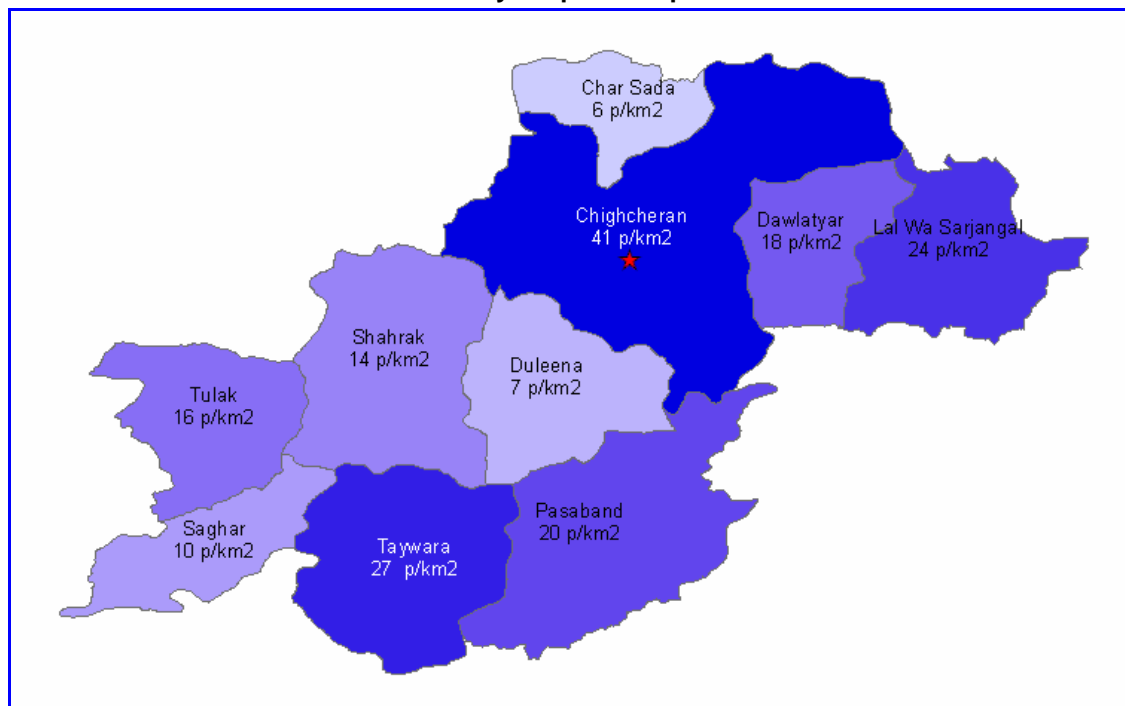 Char Sada
6 p/km2
Chighcheran
41 p/km2
Dawlatyar
18 p/km2
Lal Wa Sarjangal
24 p/km2
Shahrak
14 p/km2
Duleena
7 p/km2
Tulak
16 p/km2
Pasaband
20 p/km2
Saghar
10 p/km2
Taywara
27 p/km2